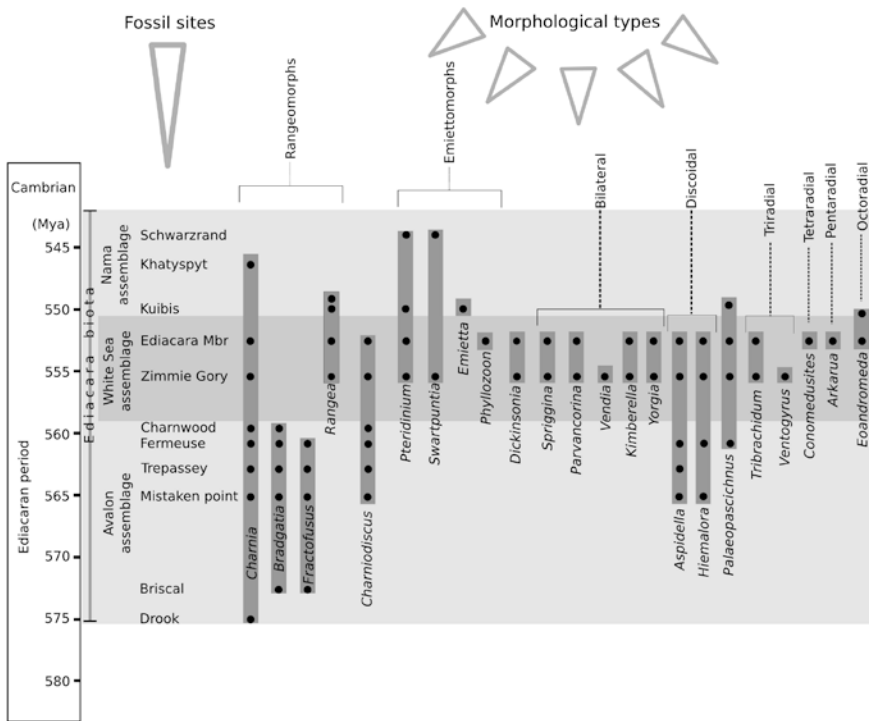 Fossil sites
Morphological types
Rangeomorphs
Emiettomorphs
Bilateral
Discoidal
Triradial
Tetraradial
Pentaradial
Octoradial
Cambrian
(Mya)
545
550
555
560
565
570
575
580
Ediacaran period
Ediacara biota
Nama
assemblage
White Sea
assemblage
Avalon
assemblage
Schwarzrand
Khatyspyt
Kuibis
Ediacara Mbr
Zimmie Gory
Charnwood
Fermeuse
Trepassey
Mistaken point
Briscal
Drook
Charnia
Bradgatia
Fractofusus
Rangea
Charniodiscus
Pteridinium
Swartpuntia
Emietta
Phyllozoon
Dickinsonia
Spriggina
Parvancorina
Vendia
Kimberella
Yorgia
Aspidella
Hiemalora
Palaeopascichnus
Tribrachidum
Ventogyrus
Conomedusites
Arkarua
Eoandromeda